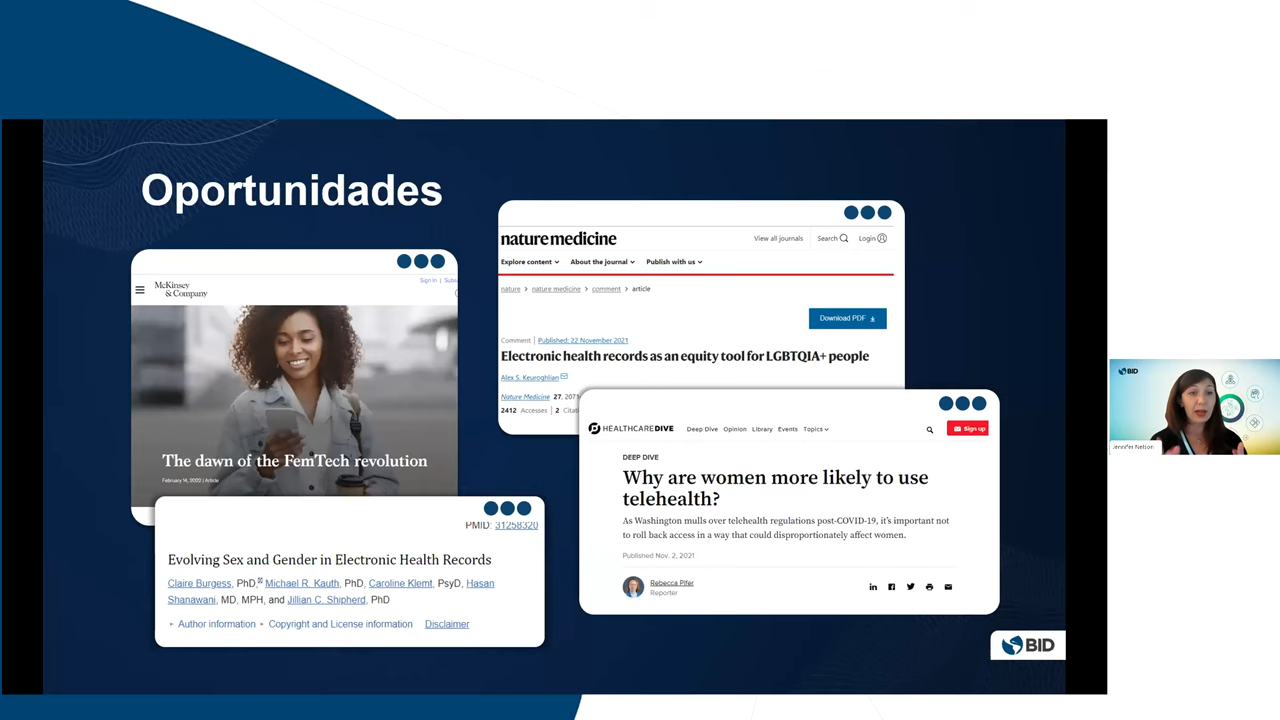 Oportunidades
McKinsey
& Company
Sign In | Subs
The dawn of the FemTech revolution
February 14, 2022 | Article
nature medicine
View all journals
Search
Login
Explore content
About the journal
Publish with us
nature > nature medicine > comment > article
Download PDF
Comment | Published: 22 November 2021
Electronic health records as an equity tool for LGBTQIA+ people
Alex S. Keuroghlian
Nature Medicine 27, 2071
2412 Accesses | 2 Citati
PMID: 31258320
Evolving Sex and Gender in Electronic Health Records
Claire Burgess, PhD, Michael R. Kauth, PhD, Caroline Klemt, PsyD, Hasan
Shanawani, MD, MPH, and Jillian C. Shipherd, PhD
Author information
Copyright and License information
Disclaimer
HEALTHCARE DIVE
Deep Dive
Opinion
Library
Events
Topics
Sign up
DEEP DIVE
Why are women more likely to use
telehealth?
As Washington mulls over telehealth regulations post-COVID-19, it's important not
to roll back access in a way that could disproportionately affect women.
Published Nov. 2, 2021
Rebecca Pifer
Reporter
BID
BID
Jennifer Nelson